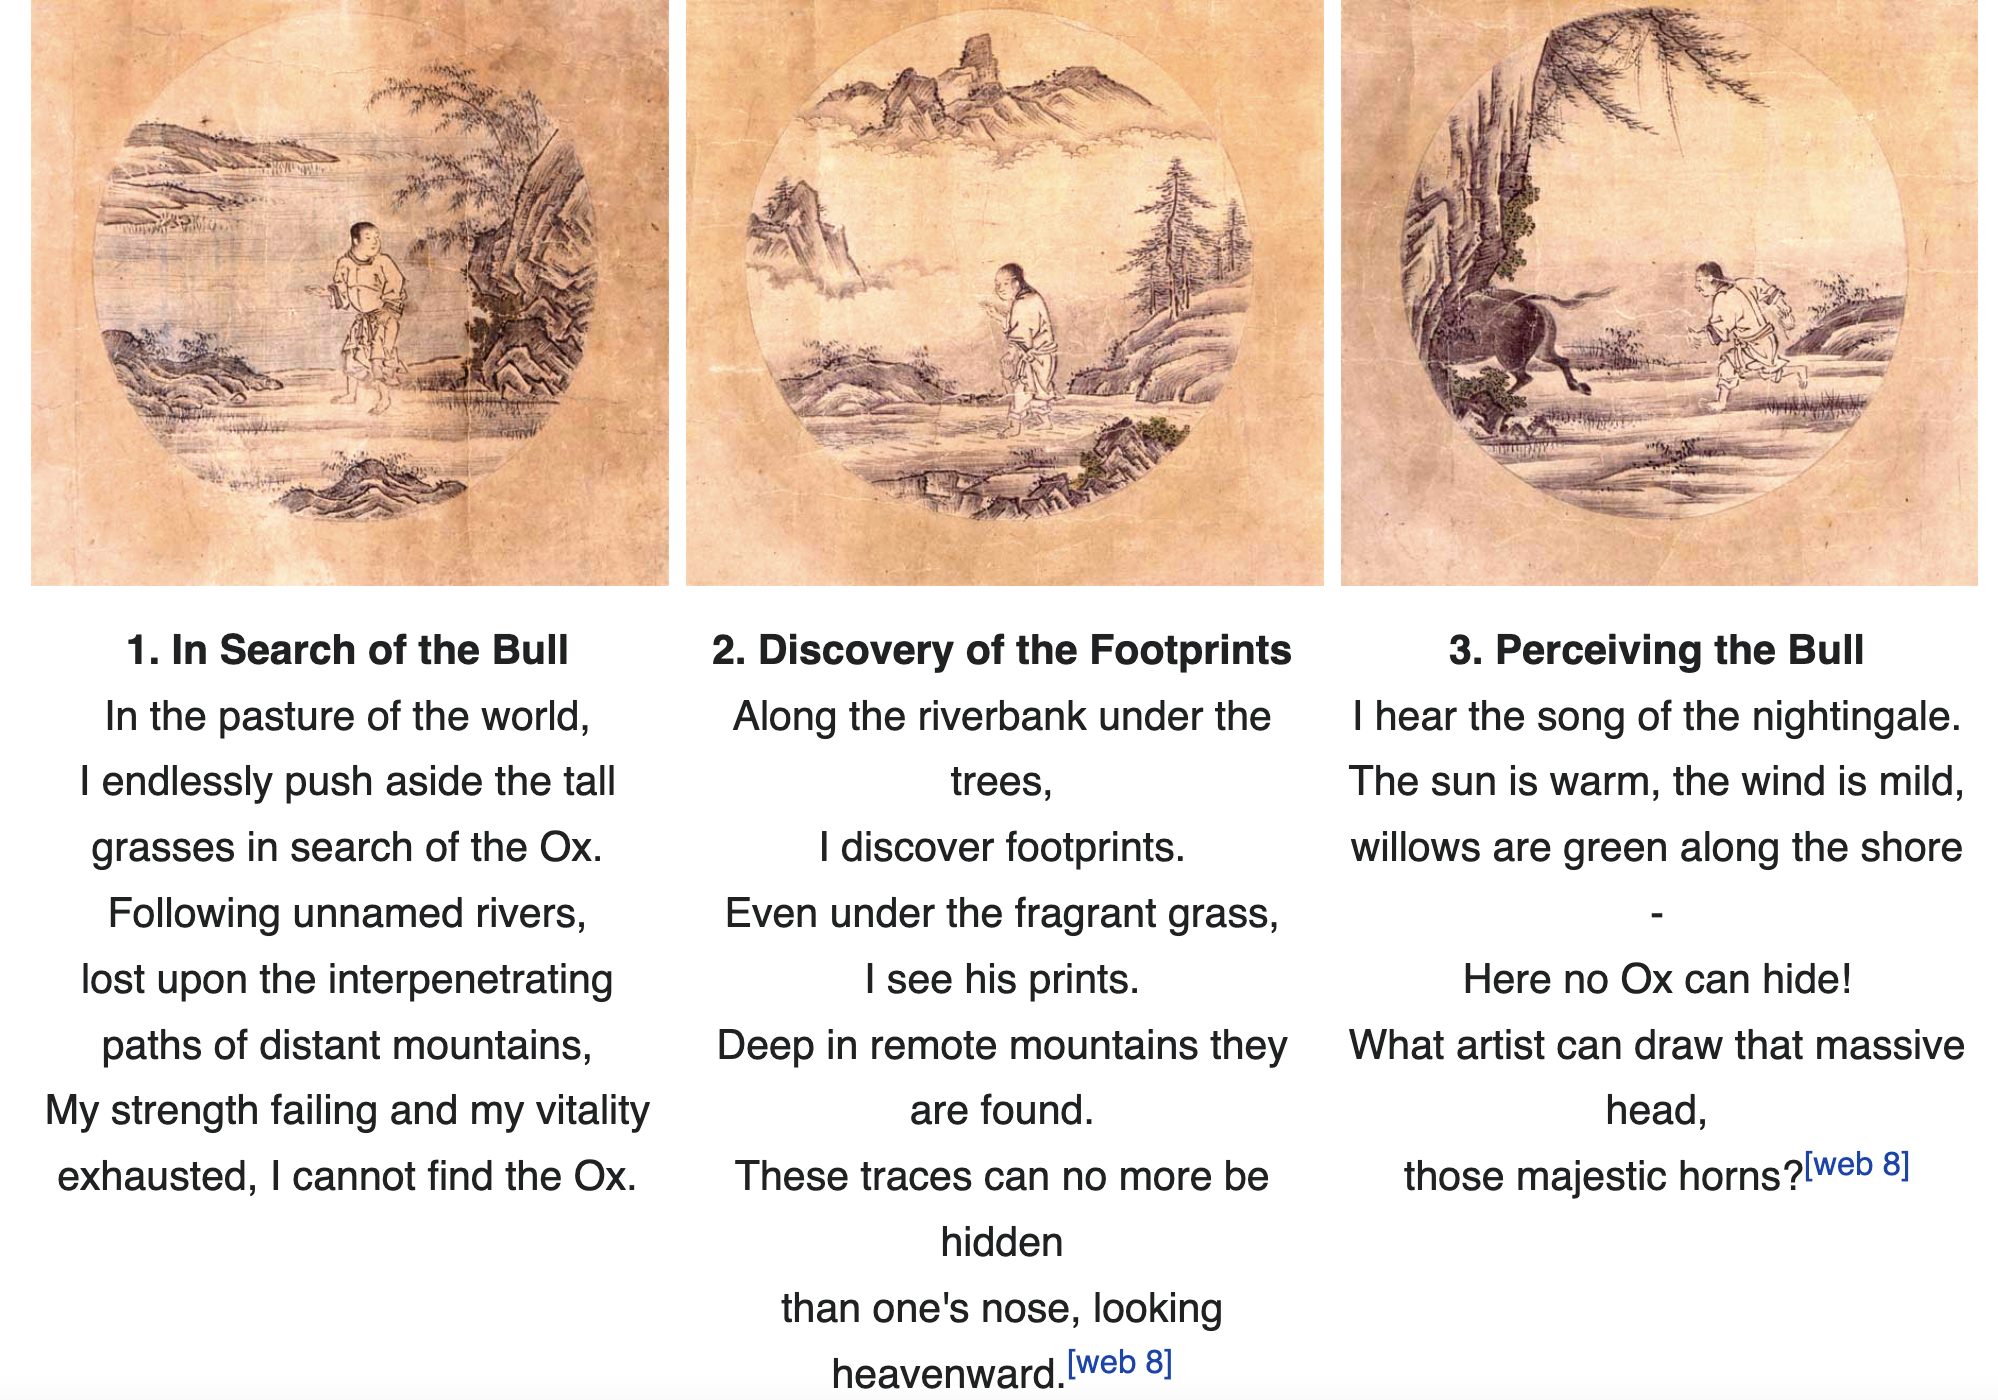 1. In Search of the Bull
In the pasture of the world,
I endlessly push aside the tall
grasses in search of the Ox.
Following unnamed rivers,
lost upon the interpenetrating
paths of distant mountains,
My strength failing and my vitality
exhausted, I cannot find the Ox.
2. Discovery of the Footprints
Along the riverbank under the
trees,
I discover footprints.
Even under the fragrant grass,
I see his prints.
Deep in remote mountains they
are found.
These traces can no more be
hidden
than one's nose, looking
heavenward.[web 8]
3. Perceiving the Bull
I hear the song of the nightingale.
The sun is warm, the wind is mild,
willows are green along the shore
-
Here no Ox can hide!
What artist can draw that massive
head,
those majestic horns?[web 8]